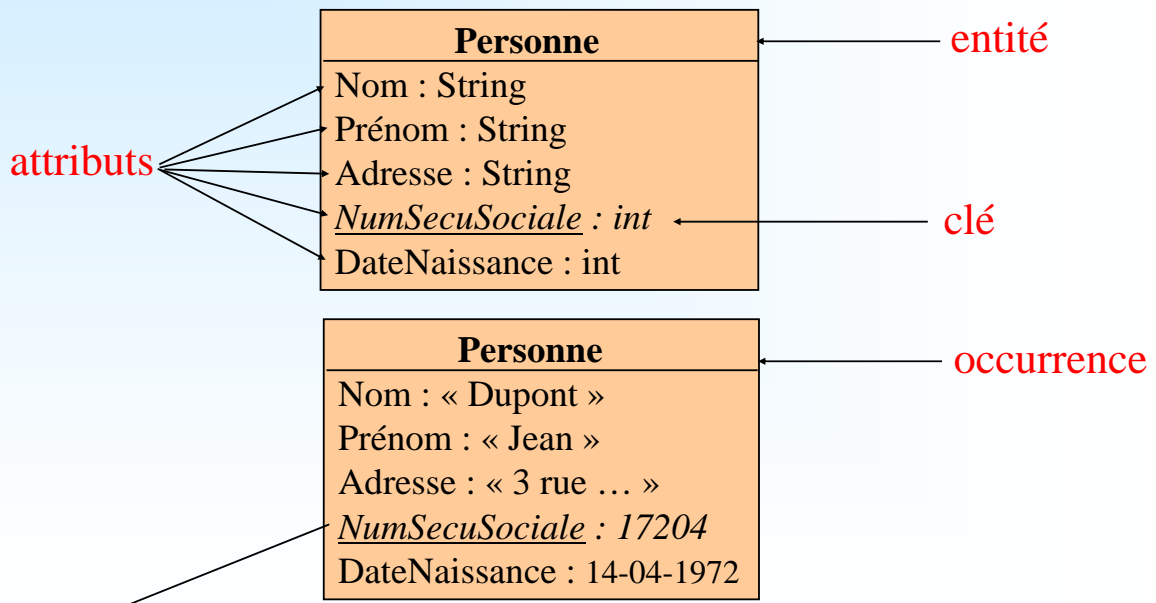 Personne
entité
Nom : String
Prénom : String
attributs
Adresse : String
NumSecuSociale : int
clé
DateNaissance : int
Personne
occurrence
Nom : « Dupont »
Prénom : « Jean »
Adresse : « 3 rue … »
NumSecuSociale : 17204
DateNaissance : 14-04-1972